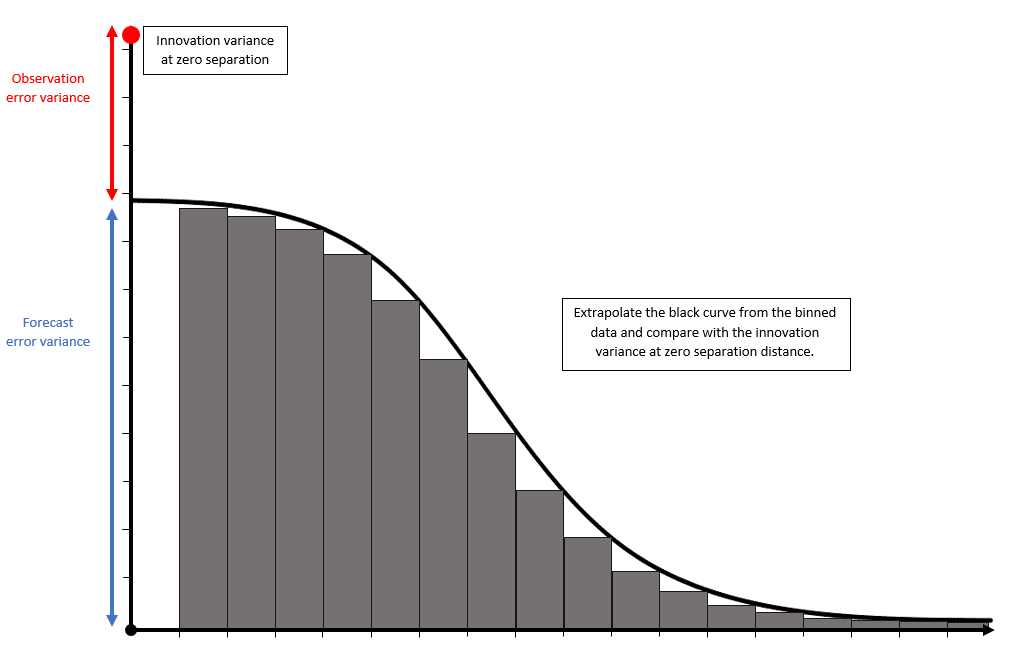 Innovation variance
at zero separation
Observation
error variance
Forecast
error variance
Extrapolate the black curve from the binned
data and compare with the innovation
variance at zero separation distance.